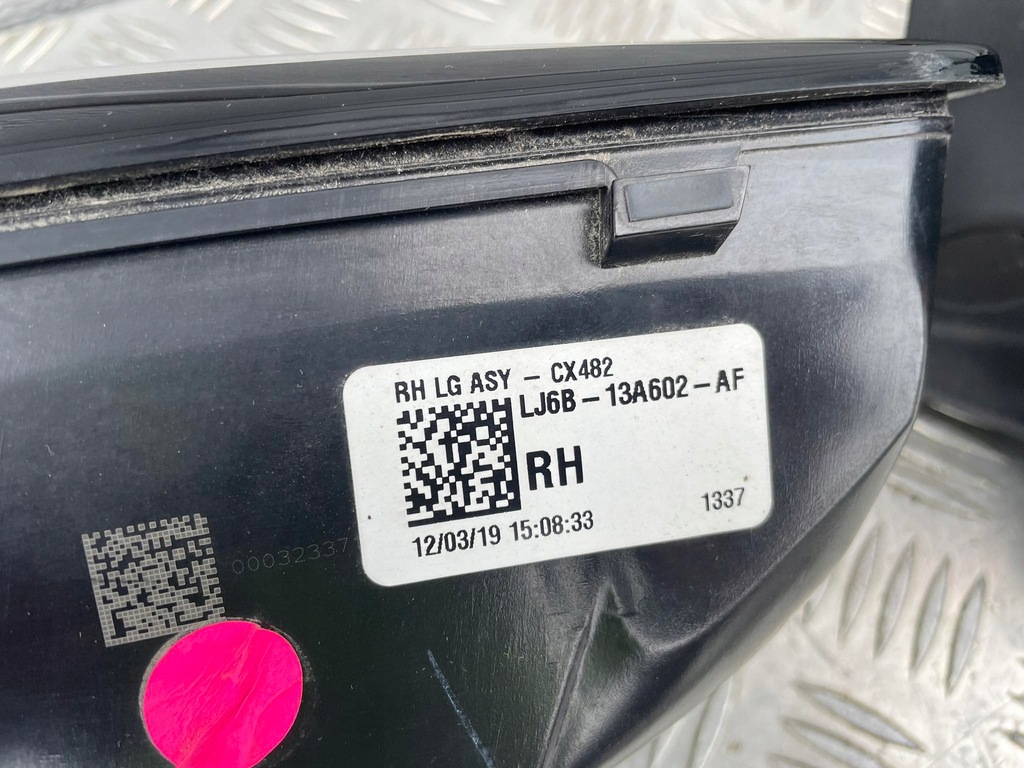 RH LG ASY - CX482
LJ6B-13A602-AF
RH
1337
12/03/19 15:08:33
00032337